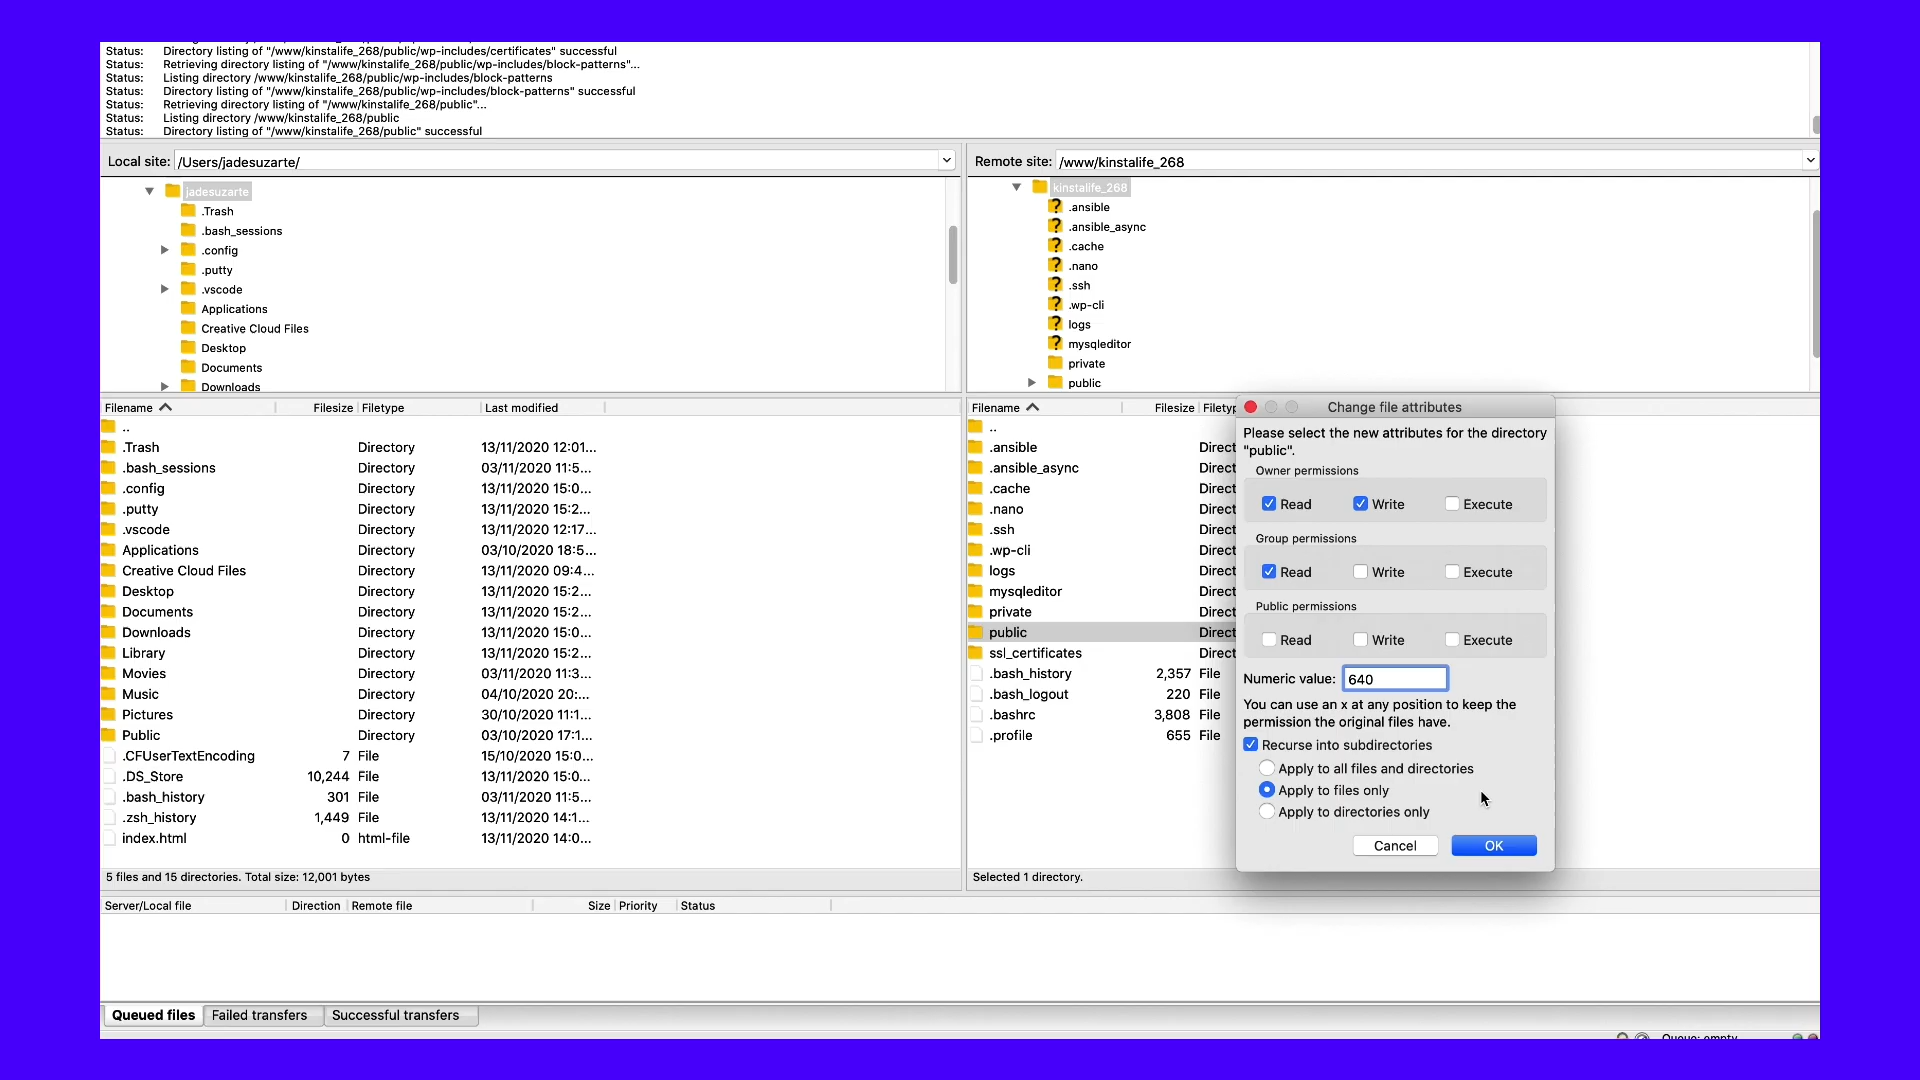 Status: Directory listing of "/www/kinstalife_268/public/wp-includes/certificates" successful
Status: Retrieving directory listing of "/www/kinstalife_268/public/wp-includes/block-patterns"...
Status: Listing directory /www/kinstalife_268/public/wp-includes/block-patterns
Status: Directory listing of "/www/kinstalife_268/public/wp-includes/block-patterns" successful
Status: Retrieving directory listing of "/www/kinstalife_268/public"...
Status: Listing directory /www/kinstalife_268/public
Status: Directory listing of "/www/kinstalife_268/public" successful
Local site: /Users/jadesuzarte/
jadesuzarte
.Trash
.bash_sessions
.config
.putty
.vscode
Applications
Creative Cloud Files
Desktop
Documents
Downloads
Remote site: /www/kinstalife_268
kinstalife_268
.ansible
.ansible_async
.cache
.nano
.ssh
.wp-cli
logs
mysqleditor
private
public
Filename Filesize Filetype Last modified
..
.Trash Directory 13/11/2020 12:01...
.bash_sessions Directory 03/11/2020 11:5...
.config Directory 13/11/2020 15:0...
.putty Directory 13/11/2020 15:2...
.vscode Directory 13/11/2020 12:17...
Applications Directory 03/10/2020 18:5...
Creative Cloud Files Directory 13/11/2020 09:4...
Desktop Directory 13/11/2020 15:2...
Documents Directory 13/11/2020 15:2...
Downloads Directory 13/11/2020 15:0...
Library Directory 13/11/2020 15:2...
Movies Directory 03/11/2020 11:3...
Music Directory 04/10/2020 20:...
Pictures Directory 30/10/2020 11:1...
Public Directory 03/10/2020 17:1...
.CFUserTextEncoding 7 File 15/10/2020 15:0...
.DS_Store 10,244 File 13/11/2020 15:0...
.bash_history 301 File 03/11/2020 11:5...
.zsh_history 1,449 File 13/11/2020 14:1...
index.html 0 html-file 13/11/2020 14:0...
5 files and 15 directories. Total size: 12,001 bytes
Filename Filesize Filetyp
..
.ansible Direct
.ansible_async Direct
.cache Direct
.nano Direct
.ssh Direct
.wp-cli Direct
logs Direct
mysqleditor Direct
private Direct
public Direct
ssl_certificates Direct
.bash_history 2,357 File
.bash_logout 220 File
.bashrc 3,808 File
.profile 655 File
Selected 1 directory.
Change file attributes
Please select the new attributes for the directory
"public".
Owner permissions
Read Write Execute
Group permissions
Read Write Execute
Public permissions
Read Write Execute
Numeric value: 640
You can use an x at any position to keep the
permission the original files have.
Recurse into subdirectories
Apply to all files and directories
Apply to files only
Apply to directories only
Cancel OK
Server/Local file Direction Remote file Size Priority Status
Queued files Failed transfers Successful transfers
Queue: empty